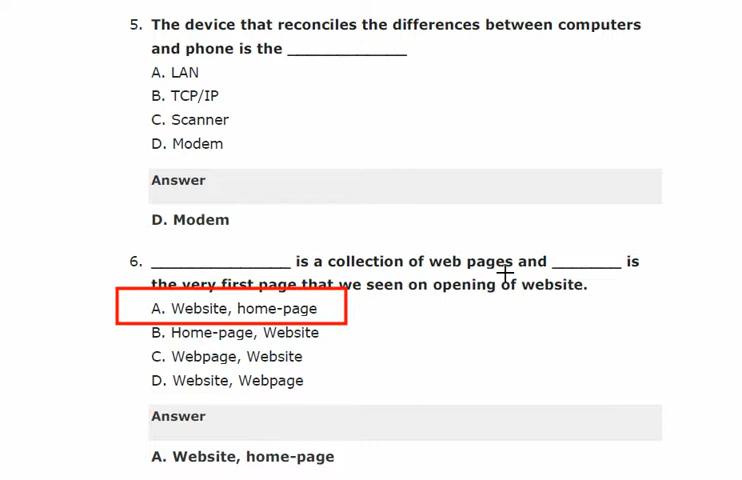 5. The device that reconciles the differences between computers
and phone is the ____________
A. LAN
B. TCP/IP
C. Scanner
D. Modem
Answer
D. Modem
6. ______________ is a collection of web pages and _______ is
the very first page that we seen on opening of website.
A. Website, home-page
B. Home-page, Website
C. Webpage, Website
D. Website, Webpage
Answer
A. Website, home-page